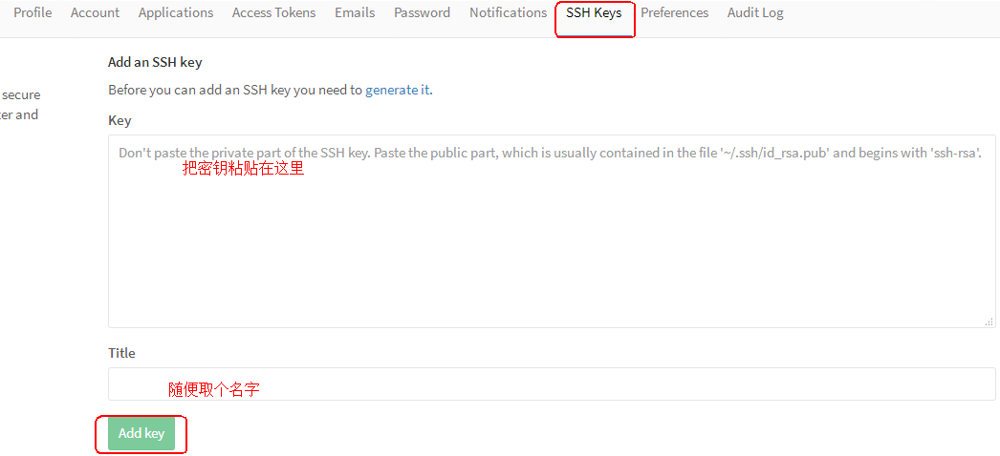 Profile Account Applications Access Tokens Emails Password Notifications SSH Keys Preferences Audit Log
Add an SSH key
secure
Before you can add an SSH key you need to generate it.
er and
Key
Don't paste the private part of the SSH key. Paste the public part, which is usually contained in the file '~/.ssh/id_rsa.pub' and begins with 'ssh-rsa'.
把密钥粘贴在这里
Title
随便取个名字
Add key